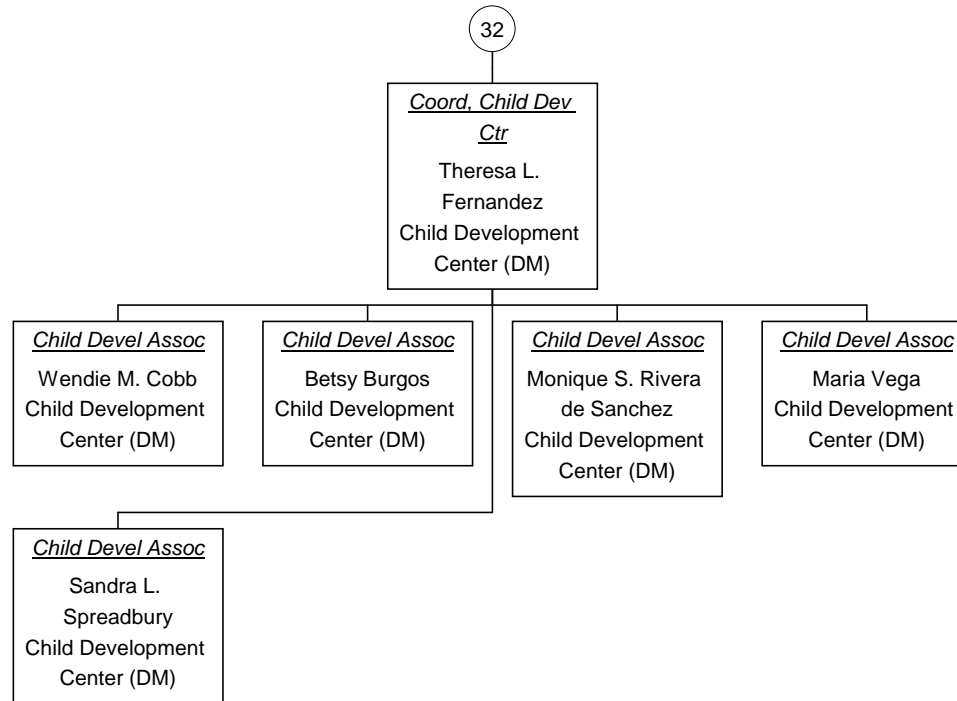 32
Coord, Child Dev
Ctr
Theresa L.
Fernandez
Child Development
Center (DM)
Child Devel Assoc
Wendie M. Cobb
Child Development
Center (DM)
Child Devel Assoc
Betsy Burgos
Child Development
Center (DM)
Child Devel Assoc
Monique S. Rivera
de Sanchez
Child Development
Center (DM)
Child Devel Assoc
Maria Vega
Child Development
Center (DM)
Child Devel Assoc
Sandra L.
Spreadbury
Child Development
Center (DM)